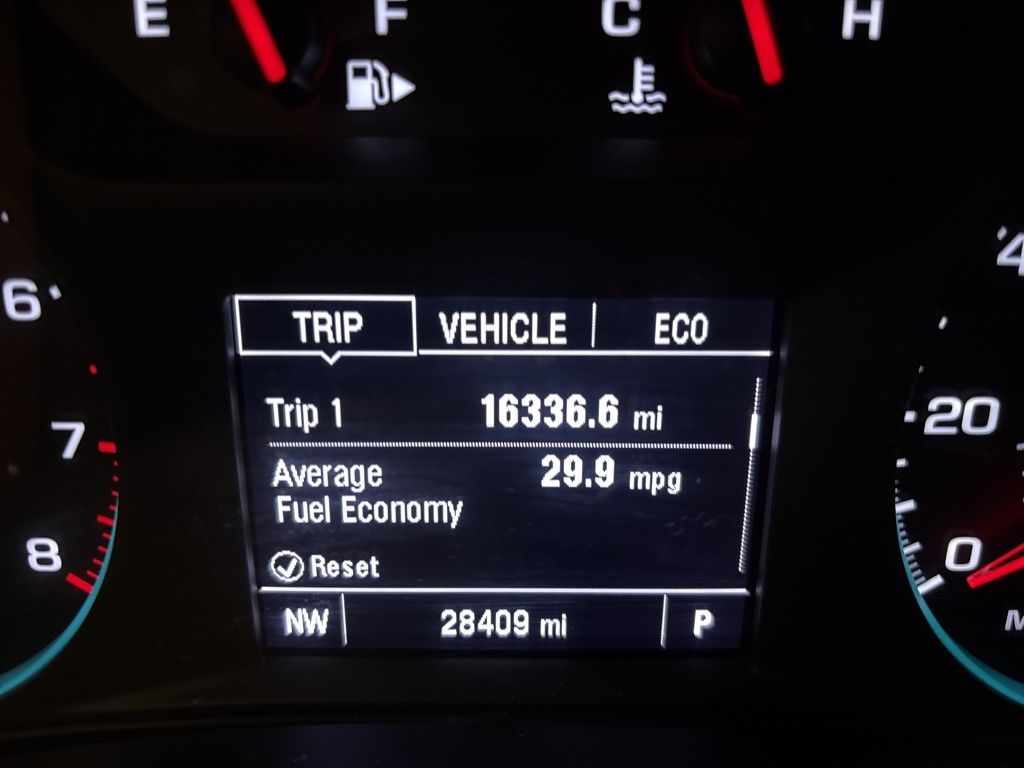 E F C H
6
4
TRIP VEHICLE ECO
Trip 1 16336.6 mi
7
20
Average 29.9 mpg
Fuel Economy
8
0
Reset
NW 28409 mi P